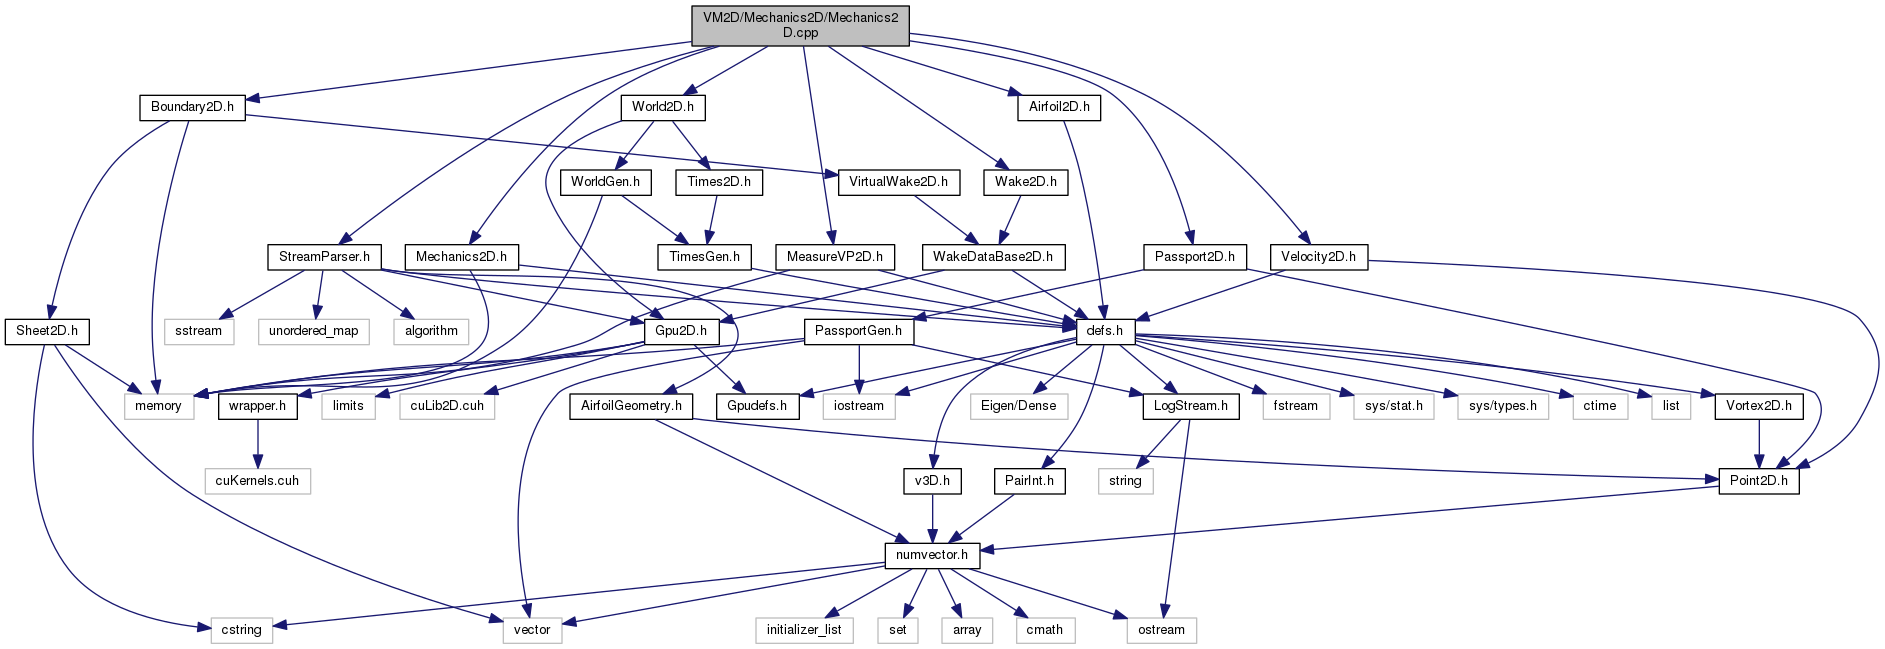 VM2D/Mechanics2D/Mechanics2
D.cpp
Boundary2D.h
World2D.h
Airfoil2D.h
WorldGen.h
Times2D.h
VirtualWake2D.h
Wake2D.h
StreamParser.h
Mechanics2D.h
TimesGen.h
MeasureVP2D.h
WakeDataBase2D.h
Passport2D.h
Velocity2D.h
Sheet2D.h
sstream
unordered_map
algorithm
Gpu2D.h
PassportGen.h
defs.h
memory
wrapper.h
limits
cuLib2D.cuh
AirfoilGeometry.h
Gpudefs.h
iostream
Eigen/Dense
LogStream.h
fstream
sys/stat.h
sys/types.h
ctime
list
Vortex2D.h
cuKernels.cuh
v3D.h
PairInt.h
string
Point2D.h
numvector.h
cstring
vector
initializer_list
set
array
cmath
ostream